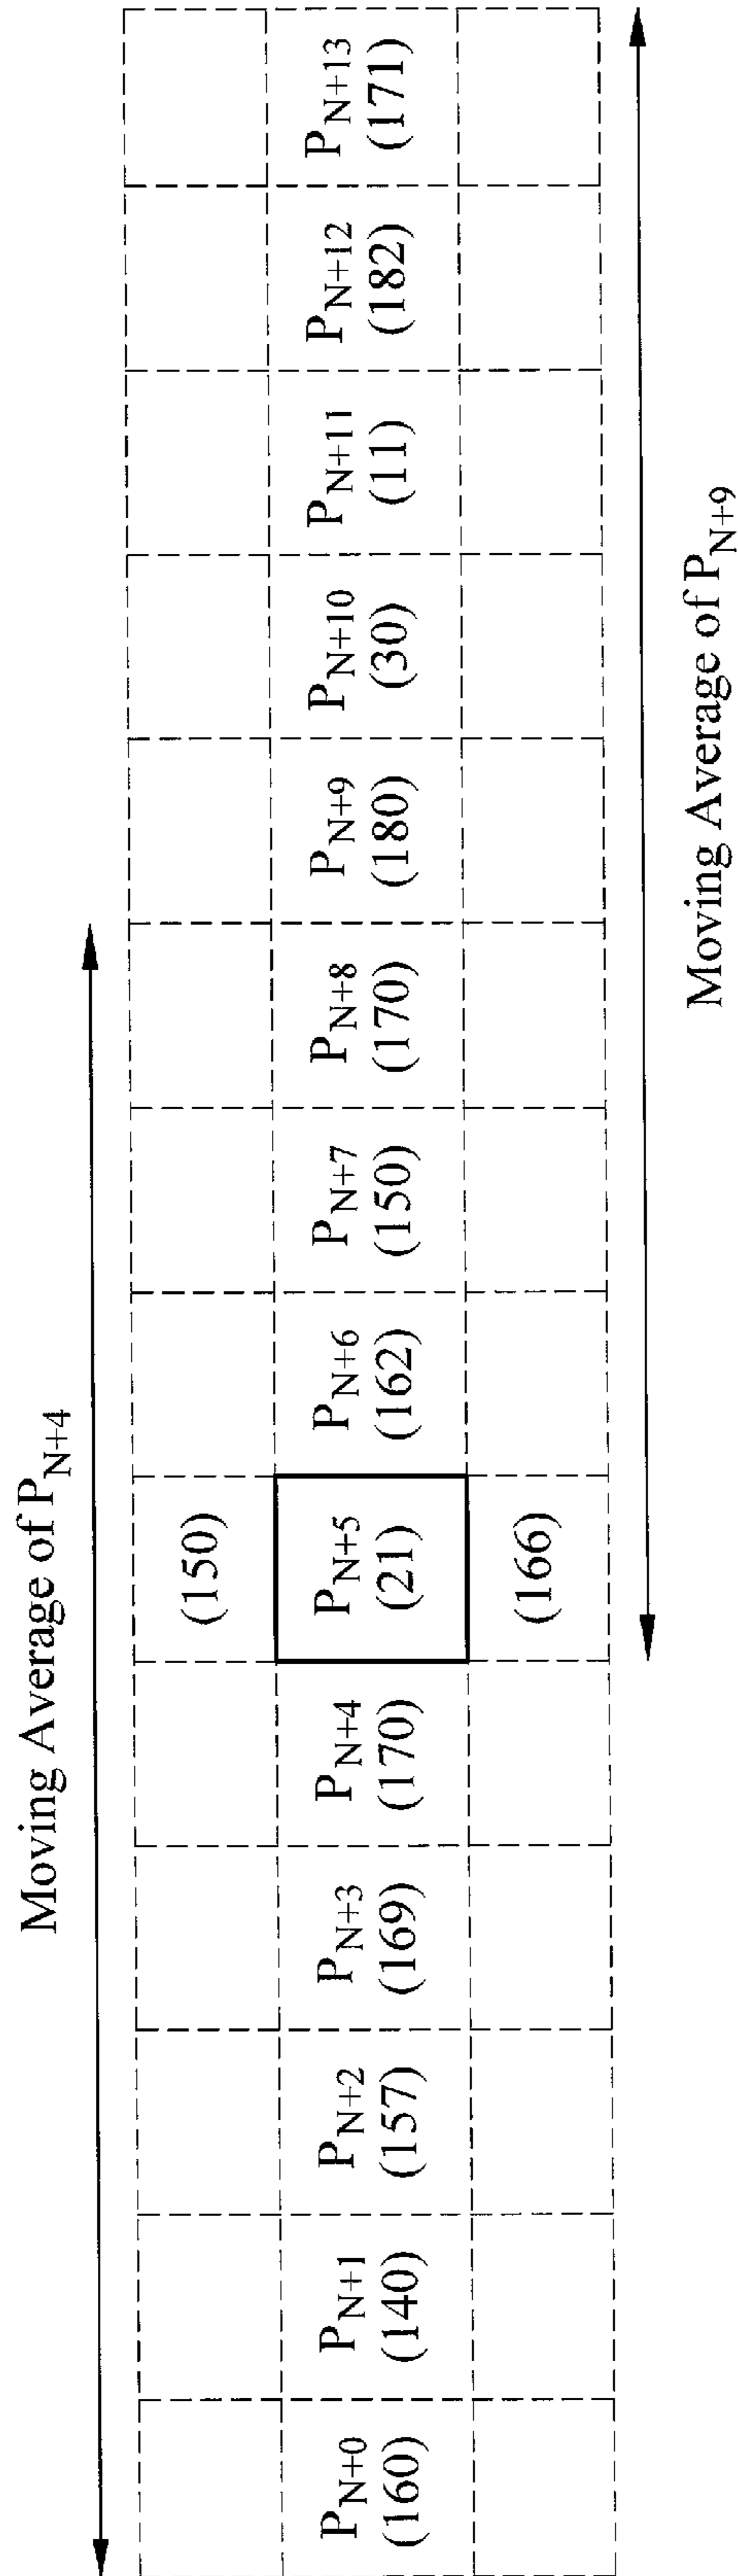 Moving Average of P_{N+4}
(150)
P_{N+0} P_{N+1} P_{N+2} P_{N+3} P_{N+4} P_{N+5} P_{N+6} P_{N+7} P_{N+8} P_{N+9} P_{N+10} P_{N+11} P_{N+12} P_{N+13}
(160) (140) (157) (169) (170) (21) (162) (150) (170) (180) (30) (11) (182) (171)
(166)
Moving Average of P_{N+9}